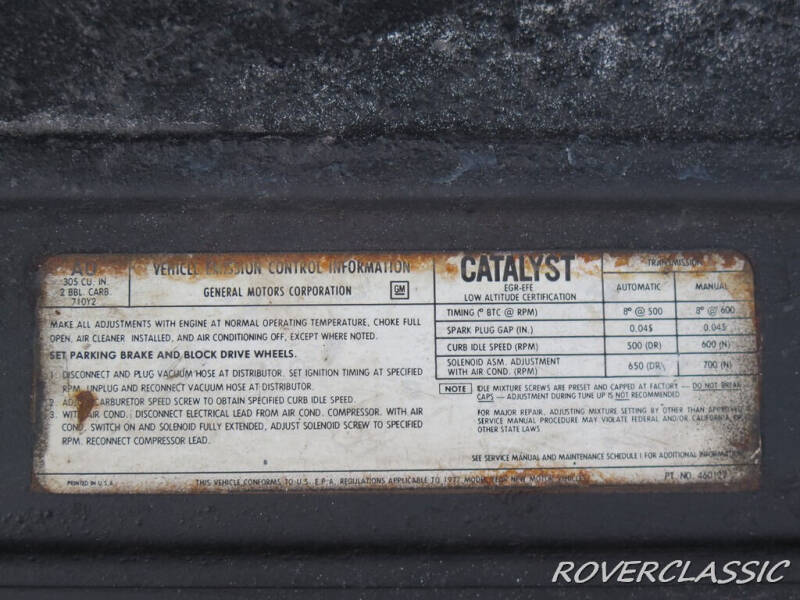 305 CU. IN.
2 BBL. CARB.
710Y2
VEHICLE EMISSION CONTROL INFORMATION
GENERAL MOTORS CORPORATION
GM
MAKE ALL ADJUSTMENTS WITH ENGINE AT NORMAL OPERATING TEMPERATURE, CHOKE FULL
OPEN, AIR CLEANER INSTALLED, AND AIR CONDITIONING OFF, EXCEPT WHERE NOTED.
SET PARKING BRAKE AND BLOCK DRIVE WHEELS.
1. DISCONNECT AND PLUG VACUUM HOSE AT DISTRIBUTOR. SET IGNITION TIMING AT SPECIFIED
RPM. UNPLUG AND RECONNECT VACUUM HOSE AT DISTRIBUTOR.
2. ADJ. CARBURETOR SPEED SCREW TO OBTAIN SPECIFIED CURB IDLE SPEED.
3. WITH AIR COND., DISCONNECT ELECTRICAL LEAD FROM AIR COND. COMPRESSOR. WITH AIR
COND. SWITCH ON AND SOLENOID FULLY EXTENDED, ADJUST SOLENOID SCREW TO SPECIFIED
RPM. RECONNECT COMPRESSOR LEAD.
CATALYST
EGR-EFE
LOW ALTITUDE CERTIFICATION
TRANSMISSION
AUTOMATIC MANUAL
TIMING (° BTC @ RPM) 8° @ 500 8° @ 600
SPARK PLUG GAP (IN.) 0.045 0.045
CURB IDLE SPEED (RPM) 500 (DR) 600 (N)
SOLENOID ASM. ADJUSTMENT
WITH AIR COND. (RPM) 650 (DR) 700 (N)
NOTE IDLE MIXTURE SCREWS ARE PRESET AND CAPPED AT FACTORY — DO NOT BREAK
CAPS — ADJUSTMENT DURING TUNE UP IS NOT RECOMMENDED
FOR MAJOR REPAIR, ADJUSTING MIXTURE SETTING BY OTHER THAN APPROVED
SERVICE MANUAL PROCEDURE MAY VIOLATE FEDERAL AND/OR CALIFORNIA OR
OTHER STATE LAWS
SEE SERVICE MANUAL AND MAINTENANCE SCHEDULE I FOR ADDITIONAL INFORMATION
PRINTED IN U.S.A.
THIS VEHICLE CONFORMS TO U.S. E.P.A. REGULATIONS APPLICABLE TO 1977 MODEL YEAR NEW MOTOR VEHICLES
PT. NO.
ROVERCLASSIC